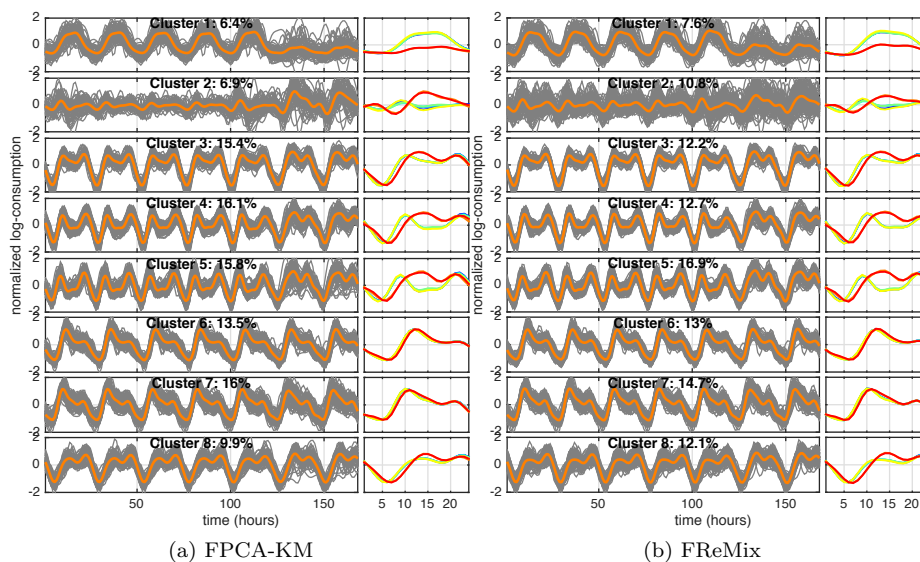 2
Cluster 1: 6.4%
0
-2
2
Cluster 2: 6.9%
0
-2
2
Cluster 3: 15.4%
0
-2
2
Cluster 4: 16.1%
0
-2
2
Cluster 5: 15.8%
0
-2
2
Cluster 6: 13.5%
0
-2
2
Cluster 7: 16%
0
-2
2
Cluster 8: 9.9%
0
-2
normalized log-consumption
50 100 150
5 10 15 20
time (hours)
(a) FPCA-KM
2
Cluster 1: 7.6%
0
-2
2
Cluster 2: 10.8%
0
-2
2
Cluster 3: 12.2%
0
-2
2
Cluster 4: 12.7%
0
-2
2
Cluster 5: 16.9%
0
-2
2
Cluster 6: 13%
0
-2
2
Cluster 7: 14.7%
0
-2
2
Cluster 8: 12.1%
0
-2
normalized log-consumption
50 100 150
5 10 15 20
time (hours)
(b) FReMix